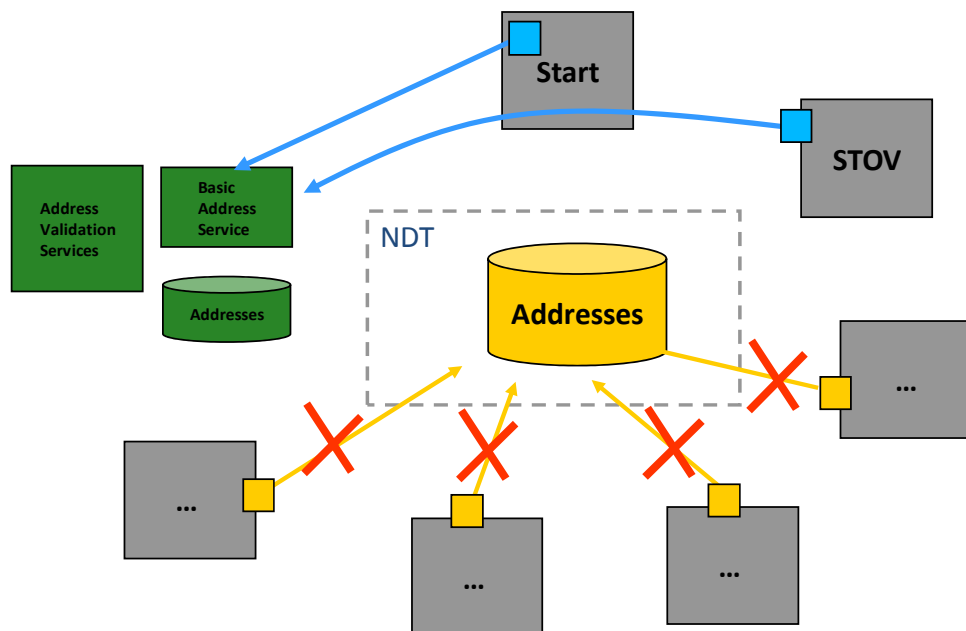 Start
STOV
Address
Validation
Services
Basic
Address
Service
NDT
Addresses
Addresses
...
...
...
...